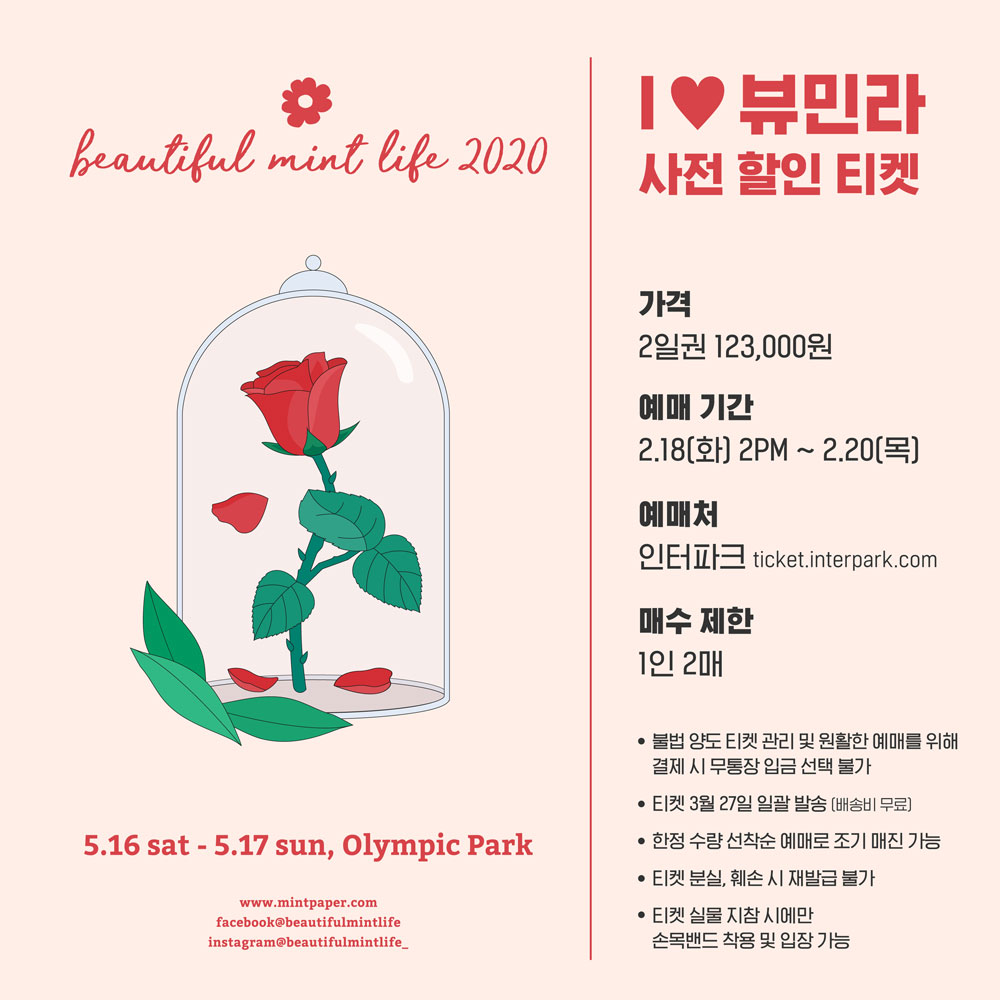 beautiful mint life 2020
5.16 sat - 5.17 sun, Olympic Park
www.mintpaper.com
facebook@beautifulmintlife
instagram@beautifulmintlife_
I ♥ 뷰민라
사전 할인 티켓
가격
2일권 123,000원
예매 기간
2.18(화) 2PM ~ 2.20(목)
예매처
인터파크 ticket.interpark.com
매수 제한
1인 2매
• 불법 양도 티켓 관리 및 원활한 예매를 위해
결제 시 무통장 입금 선택 불가
• 티켓 3월 27일 일괄 발송 (배송비 무료)
• 한정 수량 선착순 예매로 조기 매진 가능
• 티켓 분실, 훼손 시 재발급 불가
• 티켓 실물 지참 시에만
손목밴드 착용 및 입장 가능